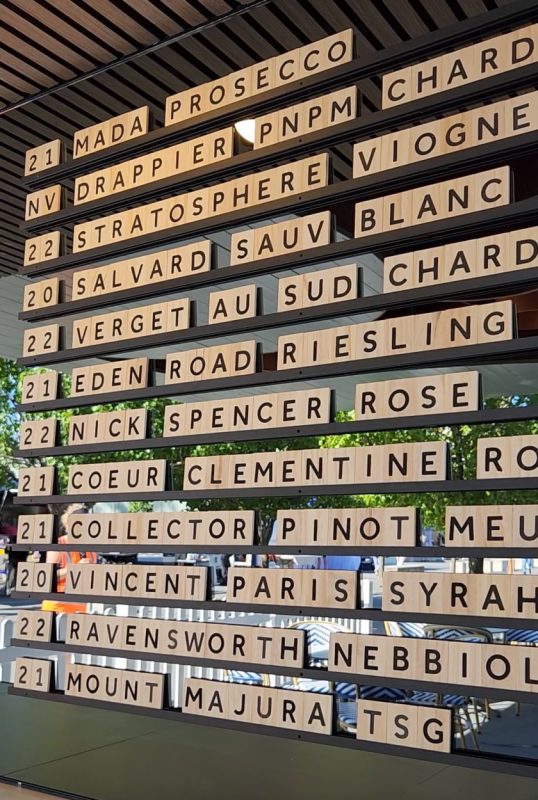 21 MADA PROSECCO
NV DRAPPIER PNPM CHARD
22 STRATOSPHERE VIOGNE
20 SALVARD SAUV BLANC
22 VERGET AU SUD CHARD
21 EDEN ROAD RIESLING
22 NICK SPENCER ROSE
21 COEUR CLEMENTINE RO
21 COLLECTOR PINOT MEU
20 VINCENT PARIS SYRAH
22 RAVENSWORTH NEBBIOL
21 MOUNT MAJURA TSG